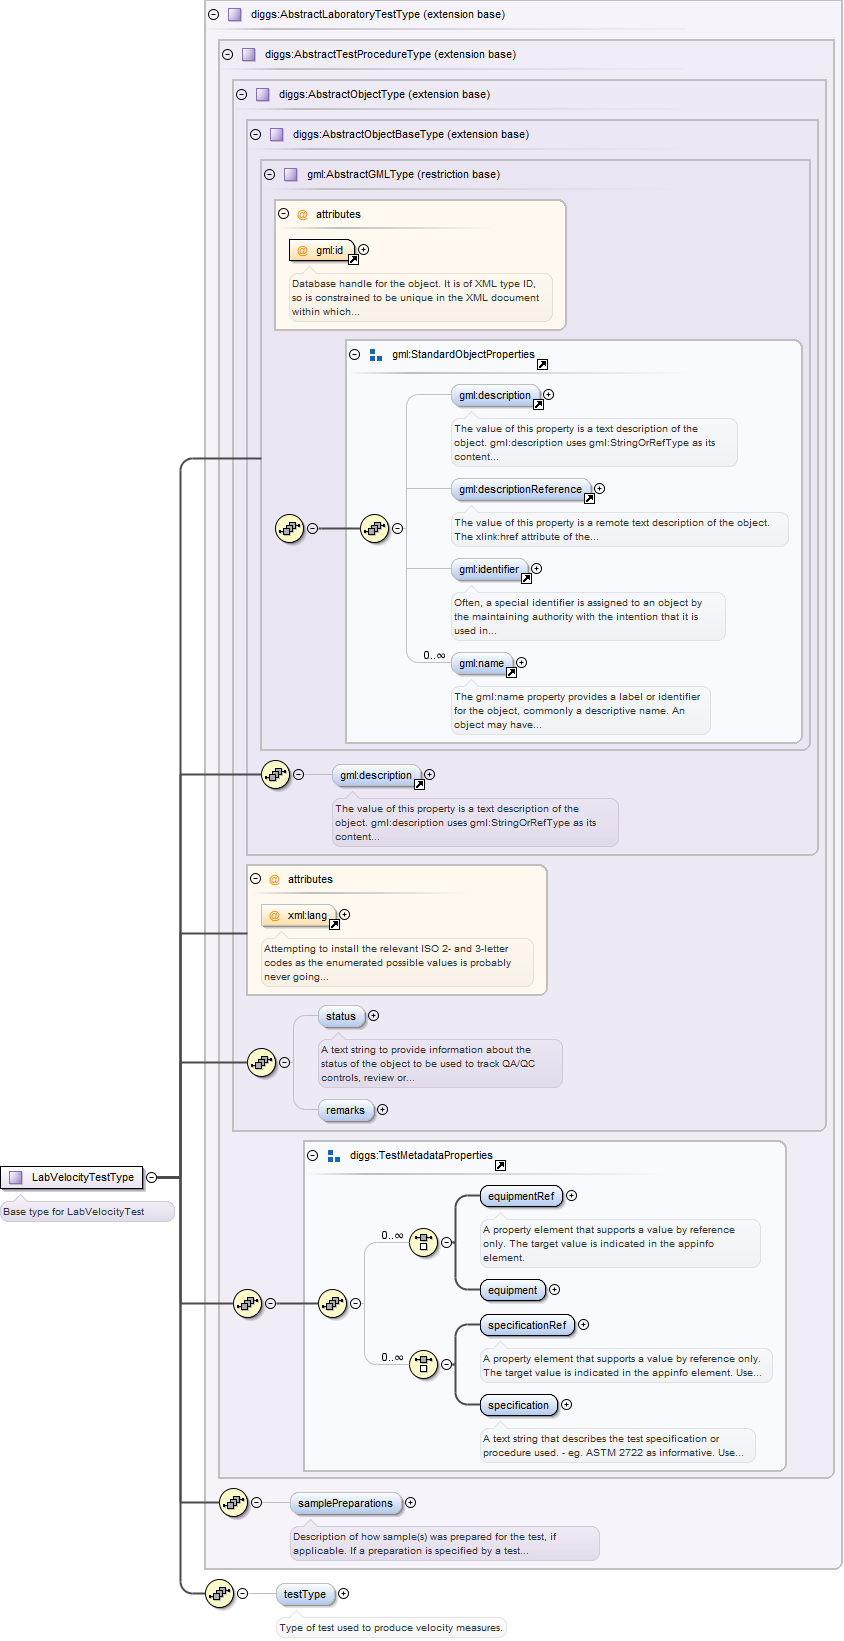 diggs:AbstractLaboratoryTestType (extension base)
diggs:AbstractTestProcedureType (extension base)
diggs:AbstractObjectType (extension base)
diggs:AbstractObjectBaseType (extension base)
gml:AbstractGMLType (restriction base)
@ attributes
@ gml:id
Database handle for the object. It is of XML type ID,
so is constrained to be unique in the XML document
within which...
gml:StandardObjectProperties
gml:description
The value of this property is a text description of the
object. gml:description uses gml:StringOrRefType as its
content...
gml:descriptionReference
The value of this property is a remote text description of the object.
The xlink:href attribute of the...
gml:identifier
Often, a special identifier is assigned to an object by
the maintaining authority with the intention that it is
used in...
0..∞
gml:name
The gml:name property provides a label or identifier
for the object, commonly a descriptive name. An
object may have...
gml:description
The value of this property is a text description of the
object. gml:description uses gml:StringOrRefType as its
content...
@ attributes
@ xml:lang
Attempting to install the relevant ISO 2- and 3-letter
codes as the enumerated possible values is probably
never going...
status
A text string to provide information about the
status of the object to be used to track QA/QC
controls, review or...
remarks
LabVelocityTestType
Base type for LabVelocityTest
diggs:TestMetadataProperties
equipmentRef
A property element that supports a value by reference
only. The target value is indicated in the appinfo
element.
0..∞
equipment
specificationRef
A property element that supports a value by reference only.
The target value is indicated in the appinfo element. Use...
0..∞
specification
A text string that describes the test specification or
procedure used. - eg. ASTM 2722 as informative. Use...
samplePreparations
Description of how sample(s) was prepared for the test, if
applicable. If a preparation is specified by a test...
testType
Type of test used to produce velocity measures.